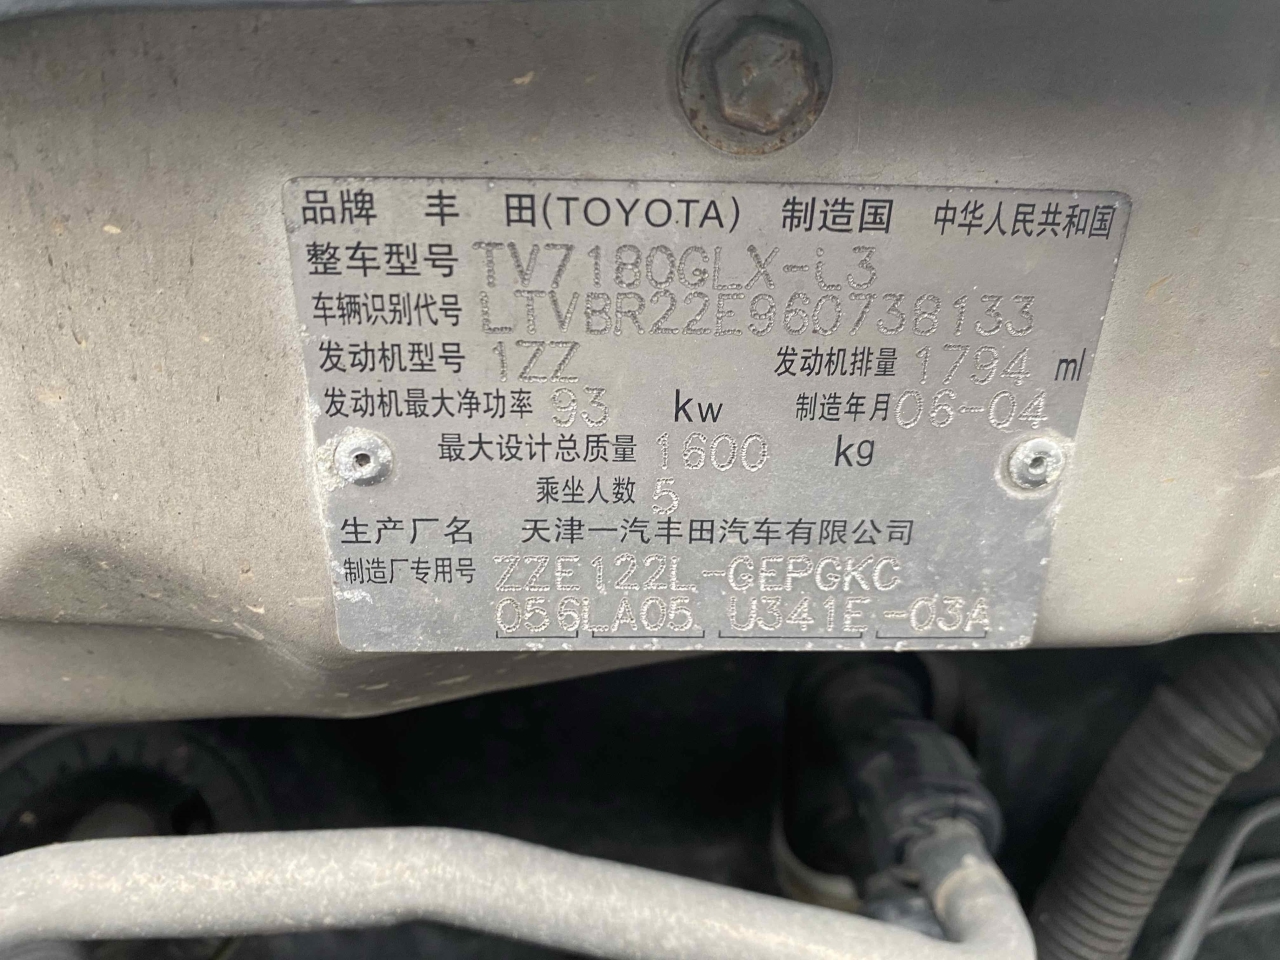 品牌 丰田(TOYOTA) 制造国 中华人民共和国
整车型号 TV7180GLX-i3
车辆识别代号 LTVBR22E960738133
发动机型号 1ZZ 发动机排量 1794 ml
发动机最大净功率 93 kw 制造年月 06-04
最大设计总质量 1600 kg
乘坐人数 5
生产厂名 天津一汽丰田汽车有限公司
制造厂专用号 ZZE122L-GEPGKC
056 LA05 U341E -03A